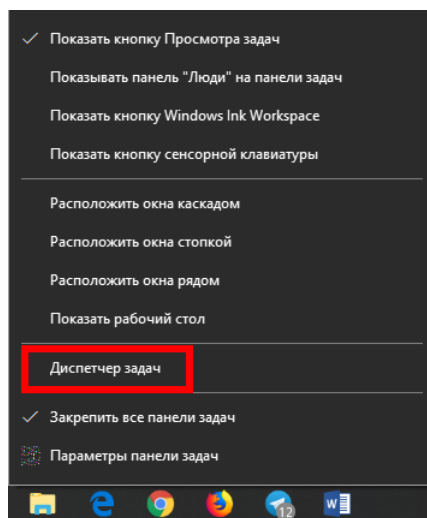 Показать кнопку Просмотра задач
Показывать панель "Люди" на панели задач
Показать кнопку Windows Ink Workspace
Показать кнопку сенсорной клавиатуры
Расположить окна каскадом
Расположить окна стопкой
Расположить окна рядом
Показать рабочий стол
Диспетчер задач
Закрепить все панели задач
Параметры панели задач
12
W